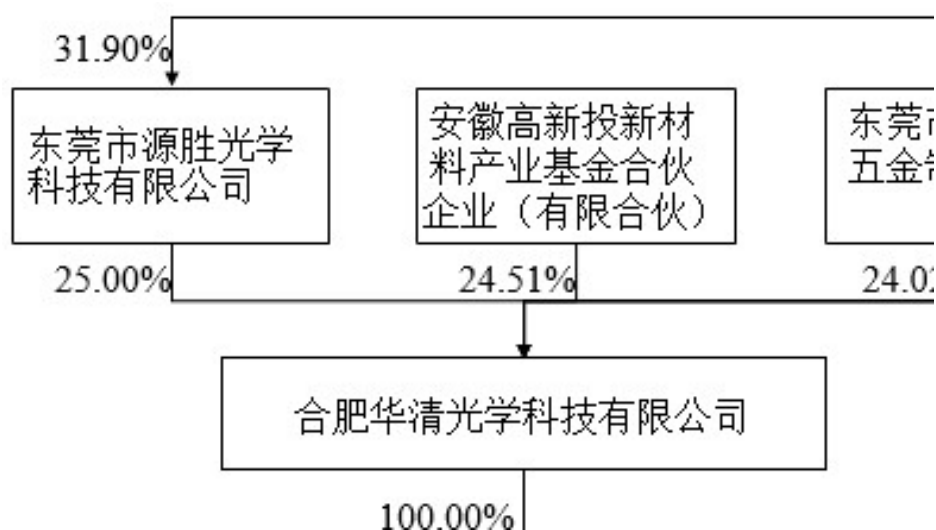 31.90%
东莞市源胜光学
科技有限公司
安徽高新投新材
料产业基金合伙
企业（有限合伙）
东莞市
五金
25.00%
24.51%
24.02
合肥华清光学科技有限公司
100.00%